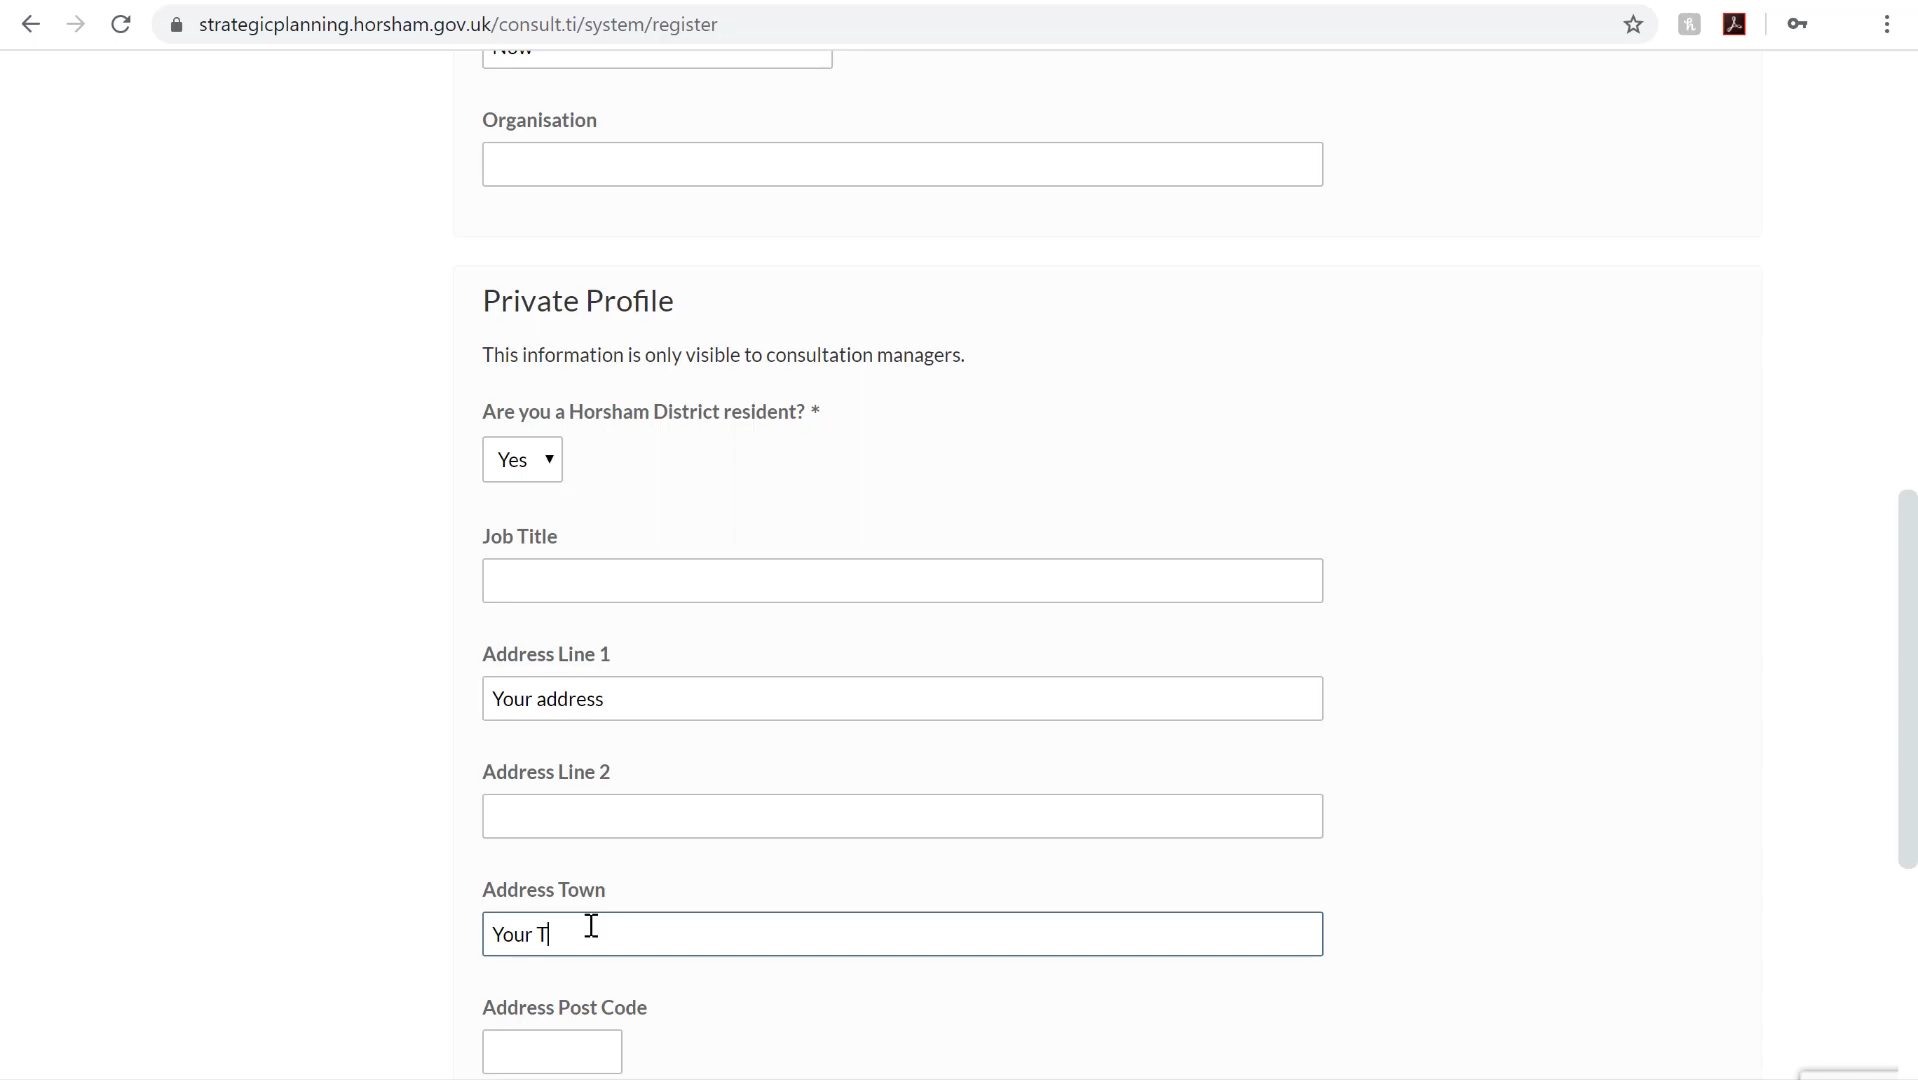 strategicplanning.horsham.gov.uk/consult.ti/system/register
Organisation
Private Profile
This information is only visible to consultation managers.
Are you a Horsham District resident? *
Yes
Job Title
Address Line 1
Your address
Address Line 2
Address Town
Your T
Address Post Code